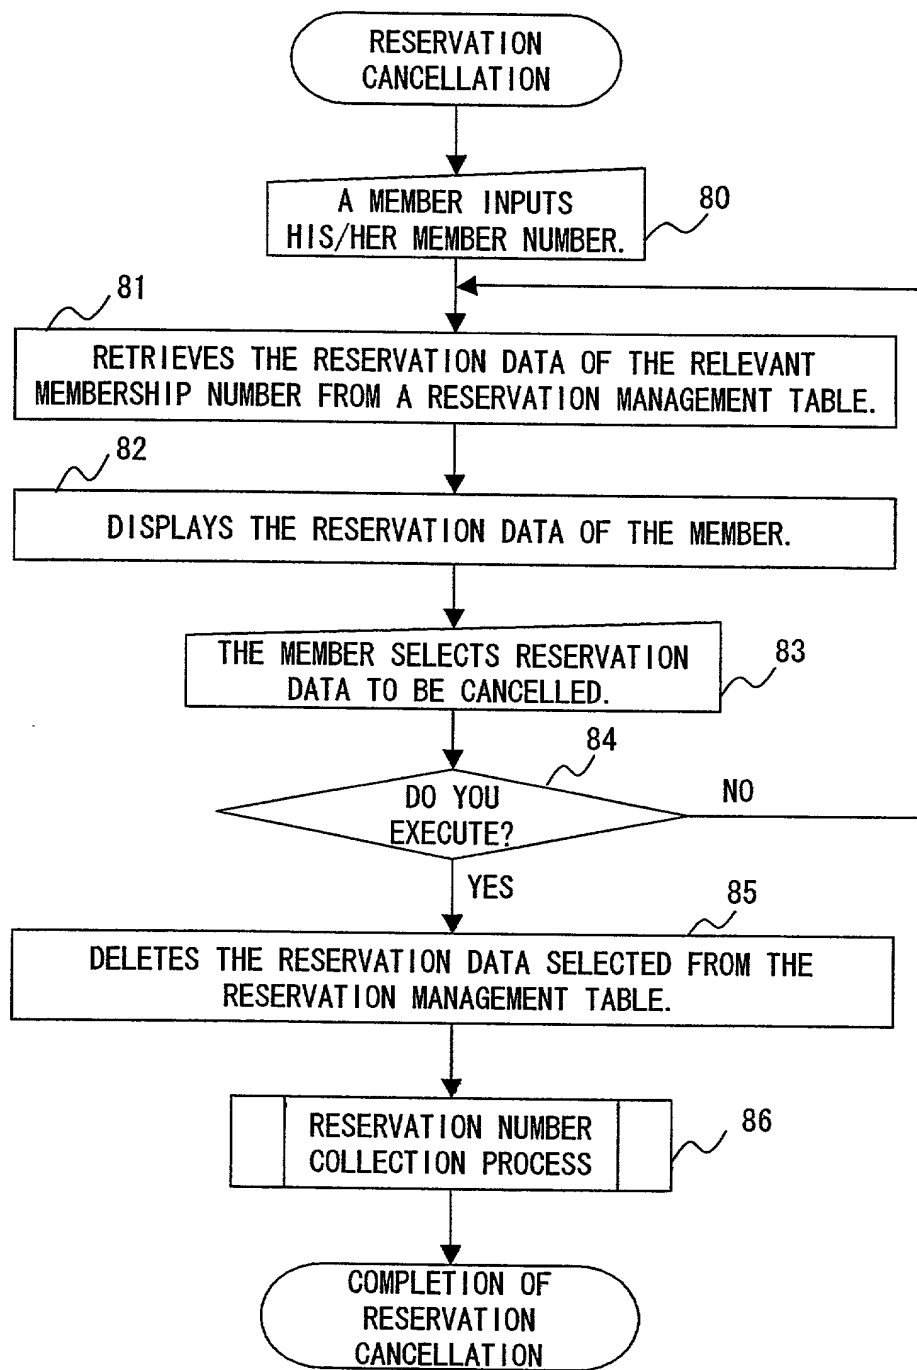 RESERVATION
CANCELLATION
A MEMBER INPUTS
HIS/HER MEMBER NUMBER.
80
81
RETRIEVES THE RESERVATION DATA OF THE RELEVANT
MEMBERSHIP NUMBER FROM A RESERVATION MANAGEMENT TABLE.
82
DISPLAYS THE RESERVATION DATA OF THE MEMBER.
THE MEMBER SELECTS RESERVATION
DATA TO BE CANCELLED.
83
84
DO YOU
EXECUTE?
NO
YES
85
DELETES THE RESERVATION DATA SELECTED FROM THE
RESERVATION MANAGEMENT TABLE.
RESERVATION NUMBER
COLLECTION PROCESS
86
COMPLETION OF
RESERVATION
CANCELLATION